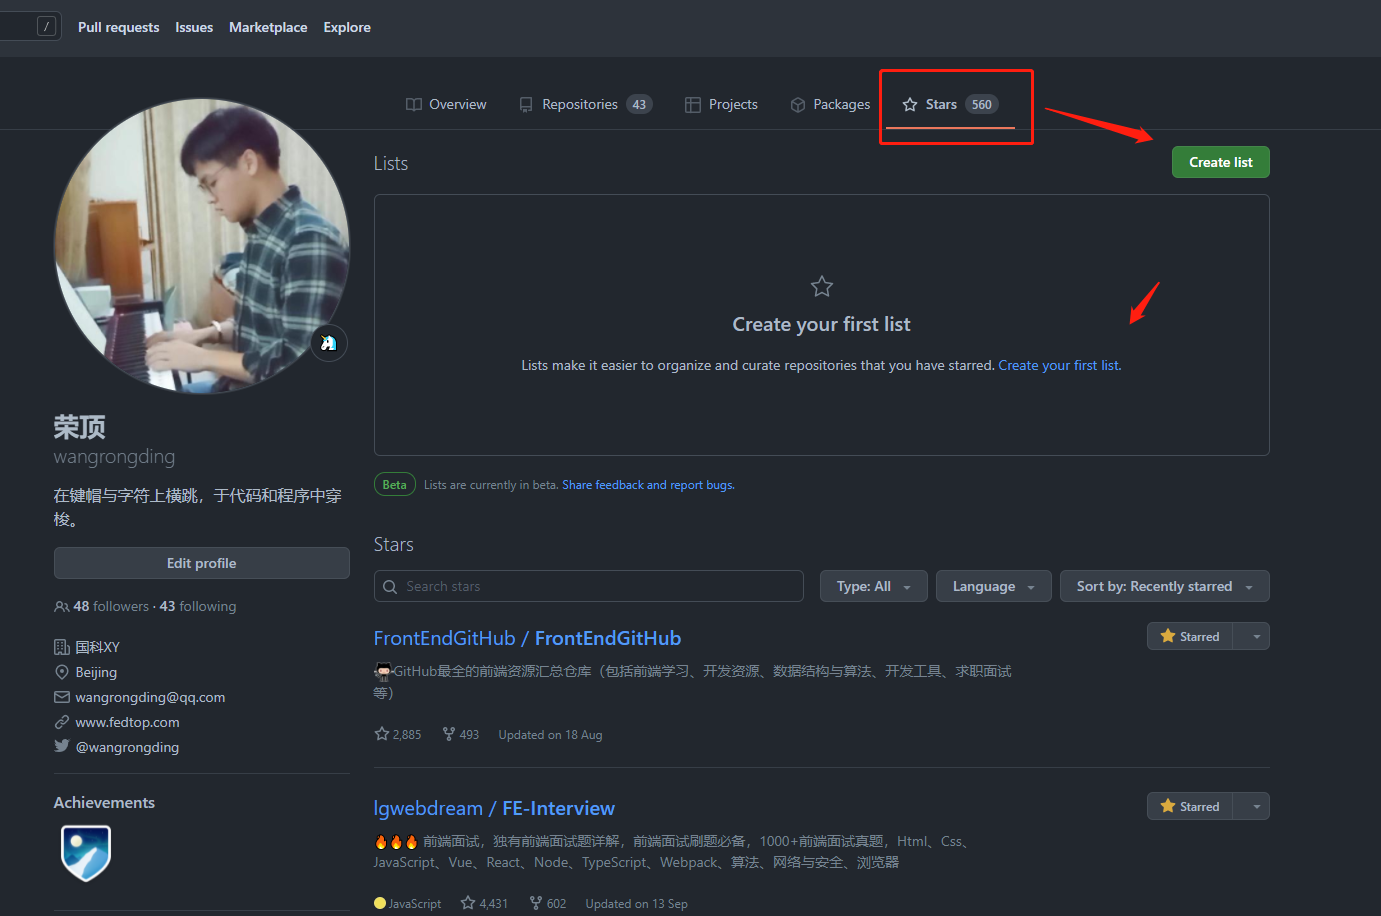 /
Pull requests Issues Marketplace Explore
Overview Repositories 43 Projects Packages Stars 560
Lists
Create list
Create your first list
Lists make it easier to organize and curate repositories that you have starred. Create your first list.
Beta Lists are currently in beta. Share feedback and report bugs.
荣顶
wangrongding
在键帽与字符上横跳，于代码和程序中穿
梭。
Edit profile
48 followers · 43 following
国科XY
Beijing
wangrongding@qq.com
www.fedtop.com
@wangrongding
Achievements
Stars
Search stars
Type: All Language Sort by: Recently starred
FrontEndGitHub / FrontEndGitHub
Starred
GitHub最全的前端资源汇总仓库（包括前端学习、开发资源、数据结构与算法、开发工具、求职面试
等）
2,885 493 Updated on 18 Aug
lgwebdream / FE-Interview
Starred
🔥🔥🔥 前端面试，独有前端面试题详解，前端面试刷题必备，1000+前端面试真题，Html、Css、
JavaScript、Vue、React、Node、TypeScript、Webpack、算法、网络与安全、浏览器
JavaScript 4,431 602 Updated on 13 Sep